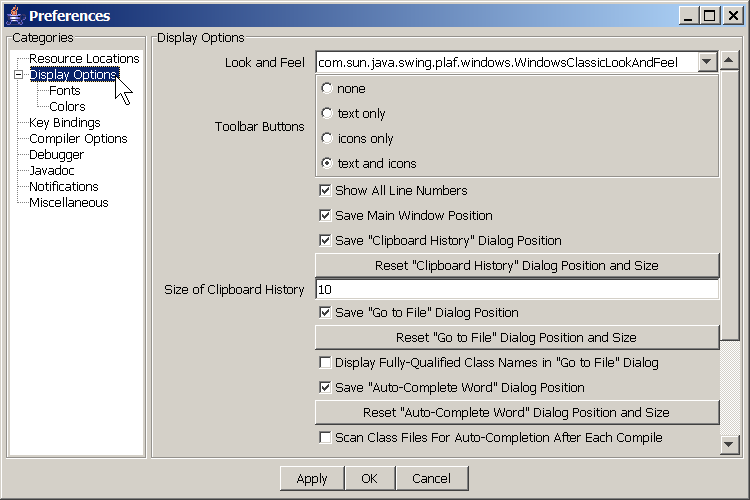 Preferences
Categories
Resource Locations
Display Options
Fonts
Colors
Key Bindings
Compiler Options
Debugger
Javadoc
Notifications
Miscellaneous
Display Options
Look and Feel com.sun.java.swing.plaf.windows.WindowsClassicLookAndFeel
Toolbar Buttons
none
text only
icons only
text and icons
Show All Line Numbers
Save Main Window Position
Save "Clipboard History" Dialog Position
Reset "Clipboard History" Dialog Position and Size
Size of Clipboard History 10
Save "Go to File" Dialog Position
Reset "Go to File" Dialog Position and Size
Display Fully-Qualified Class Names in "Go to File" Dialog
Save "Auto-Complete Word" Dialog Position
Reset "Auto-Complete Word" Dialog Position and Size
Scan Class Files For Auto-Completion After Each Compile
Apply OK Cancel